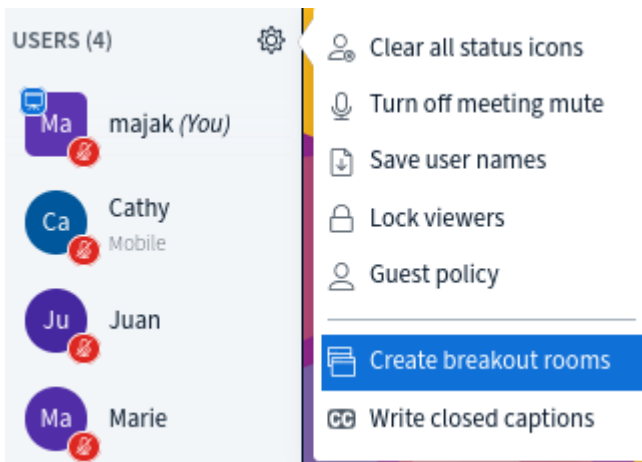 USERS (4)
Ma
majak (You)
Ca
Cathy
Mobile
Ju
Juan
Ma
Marie
Clear all status icons
Turn off meeting mute
Save user names
Lock viewers
Guest policy
Create breakout rooms
CC Write closed captions